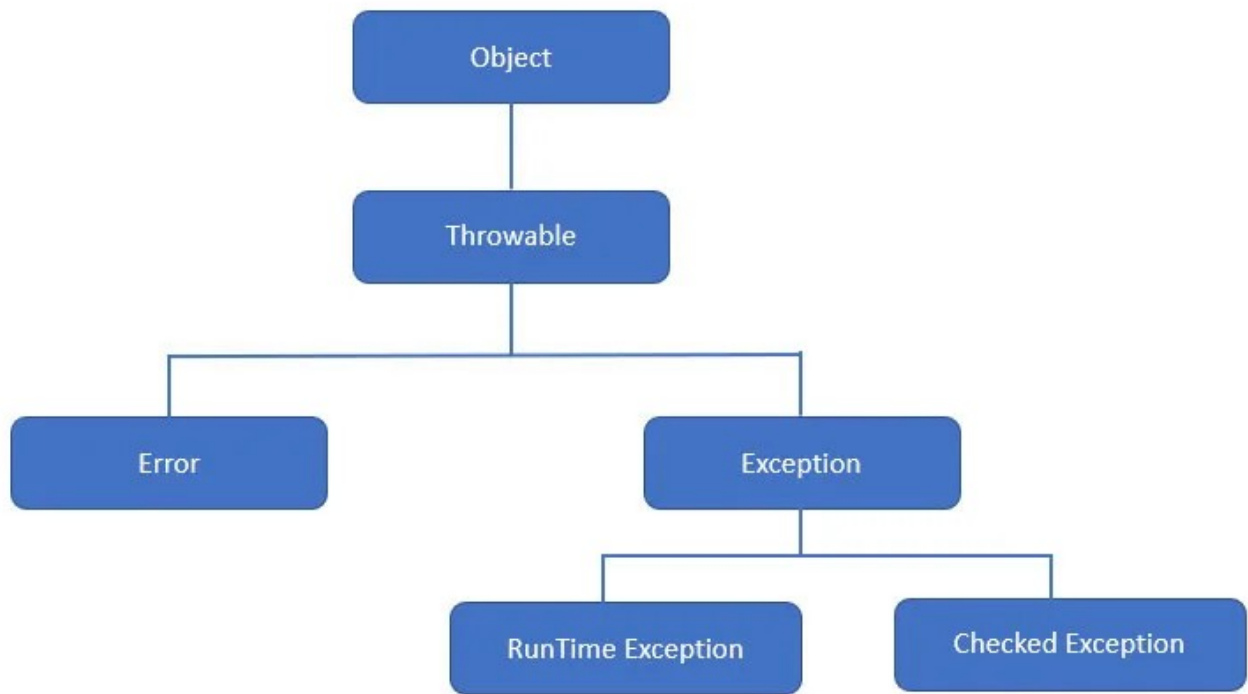 Object
Throwable
Error
Exception
RunTime Exception
Checked Exception